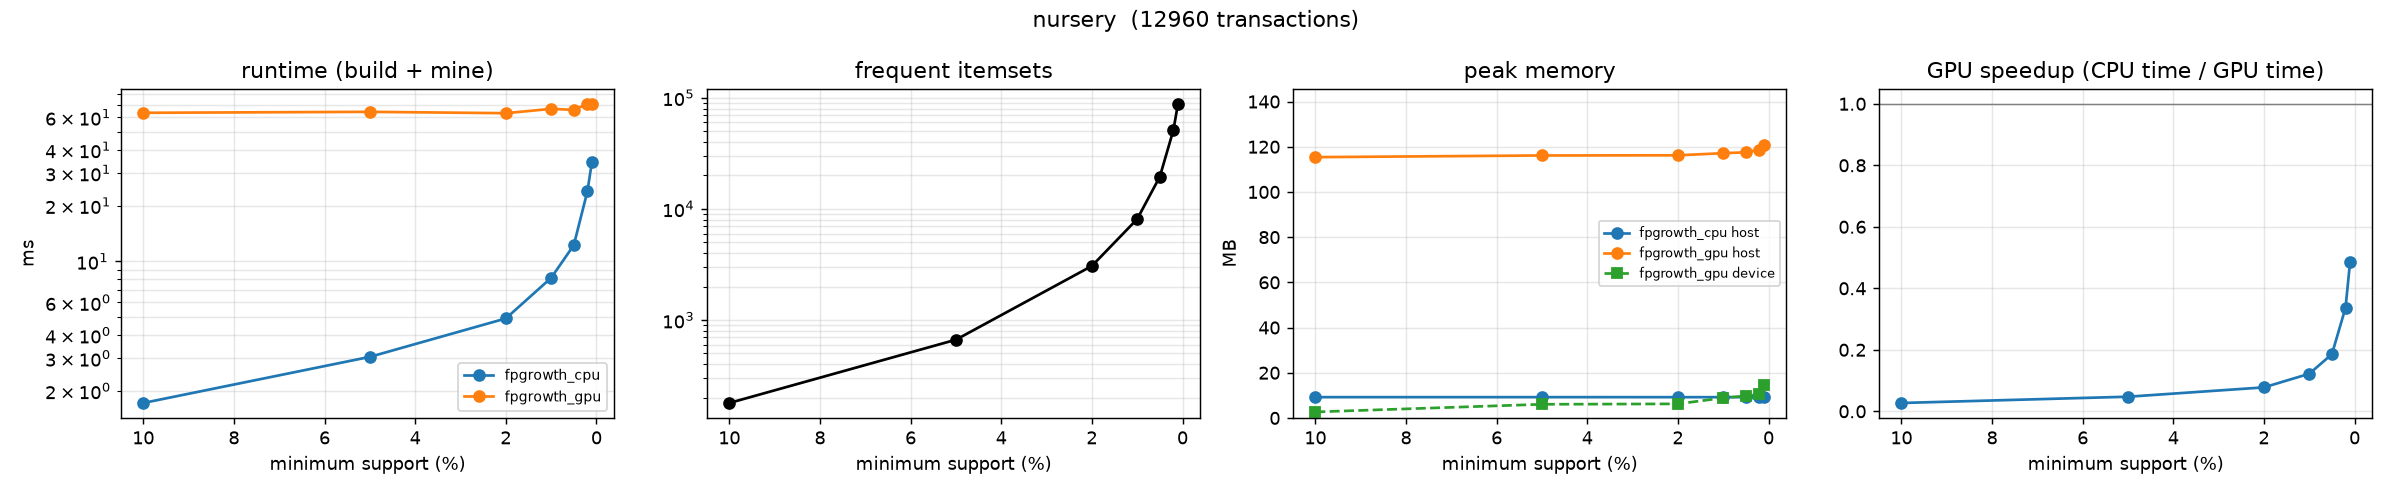 nursery  (12960 transactions)
runtime (build + mine)
6 × 10¹
4 × 10¹
3 × 10¹
2 × 10¹
10¹
6 × 10⁰
4 × 10⁰
3 × 10⁰
2 × 10⁰
ms
fpgrowth_cpu
fpgrowth_gpu
10 8 6 4 2 0
minimum support (%)
frequent itemsets
10⁵
10⁴
10³
10 8 6 4 2 0
minimum support (%)
peak memory
140
120
100
80
60
40
20
0
MB
fpgrowth_cpu host
fpgrowth_gpu host
fpgrowth_gpu device
10 8 6 4 2 0
minimum support (%)
GPU speedup (CPU time / GPU time)
1.0
0.8
0.6
0.4
0.2
0.0
10 8 6 4 2 0
minimum support (%)